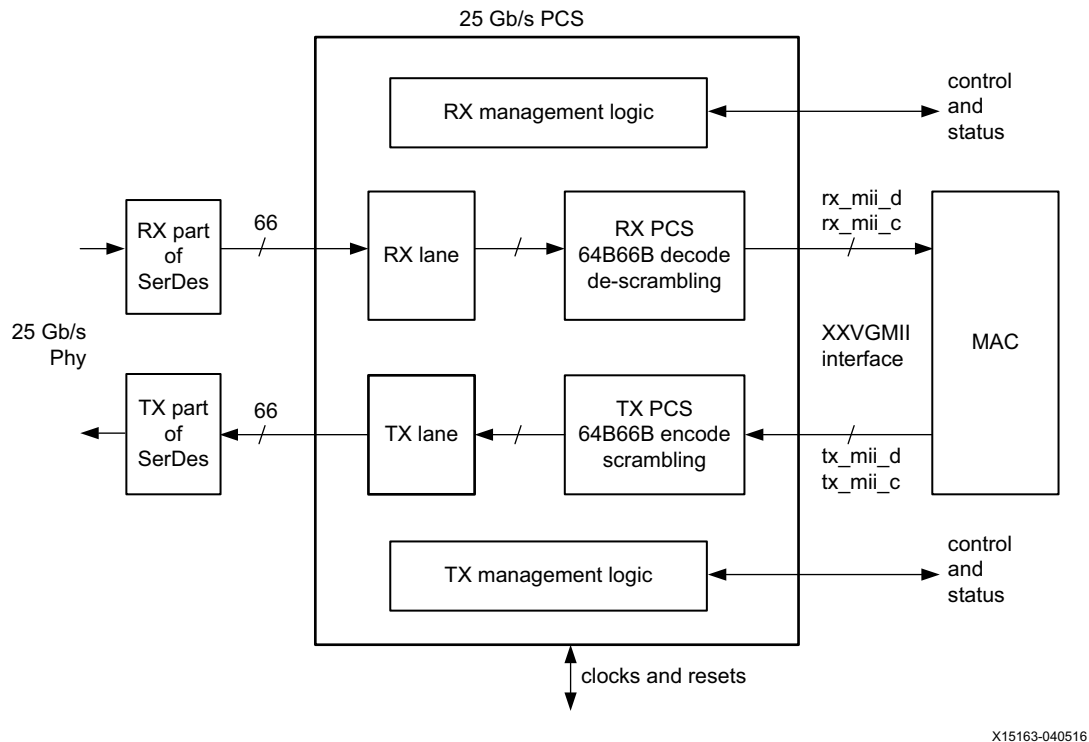 25 Gb/s PCS
RX management logic
control
and
status
RX part
of
SerDes
66
RX lane
RX PCS
64B66B decode
de-scrambling
rx_mii_d
rx_mii_c
25 Gb/s
Phy
XXVGMII
interface
MAC
TX part
of
SerDes
66
TX lane
TX PCS
64B66B encode
scrambling
tx_mii_d
tx_mii_c
TX management logic
control
and
status
clocks and resets
X15163-040516